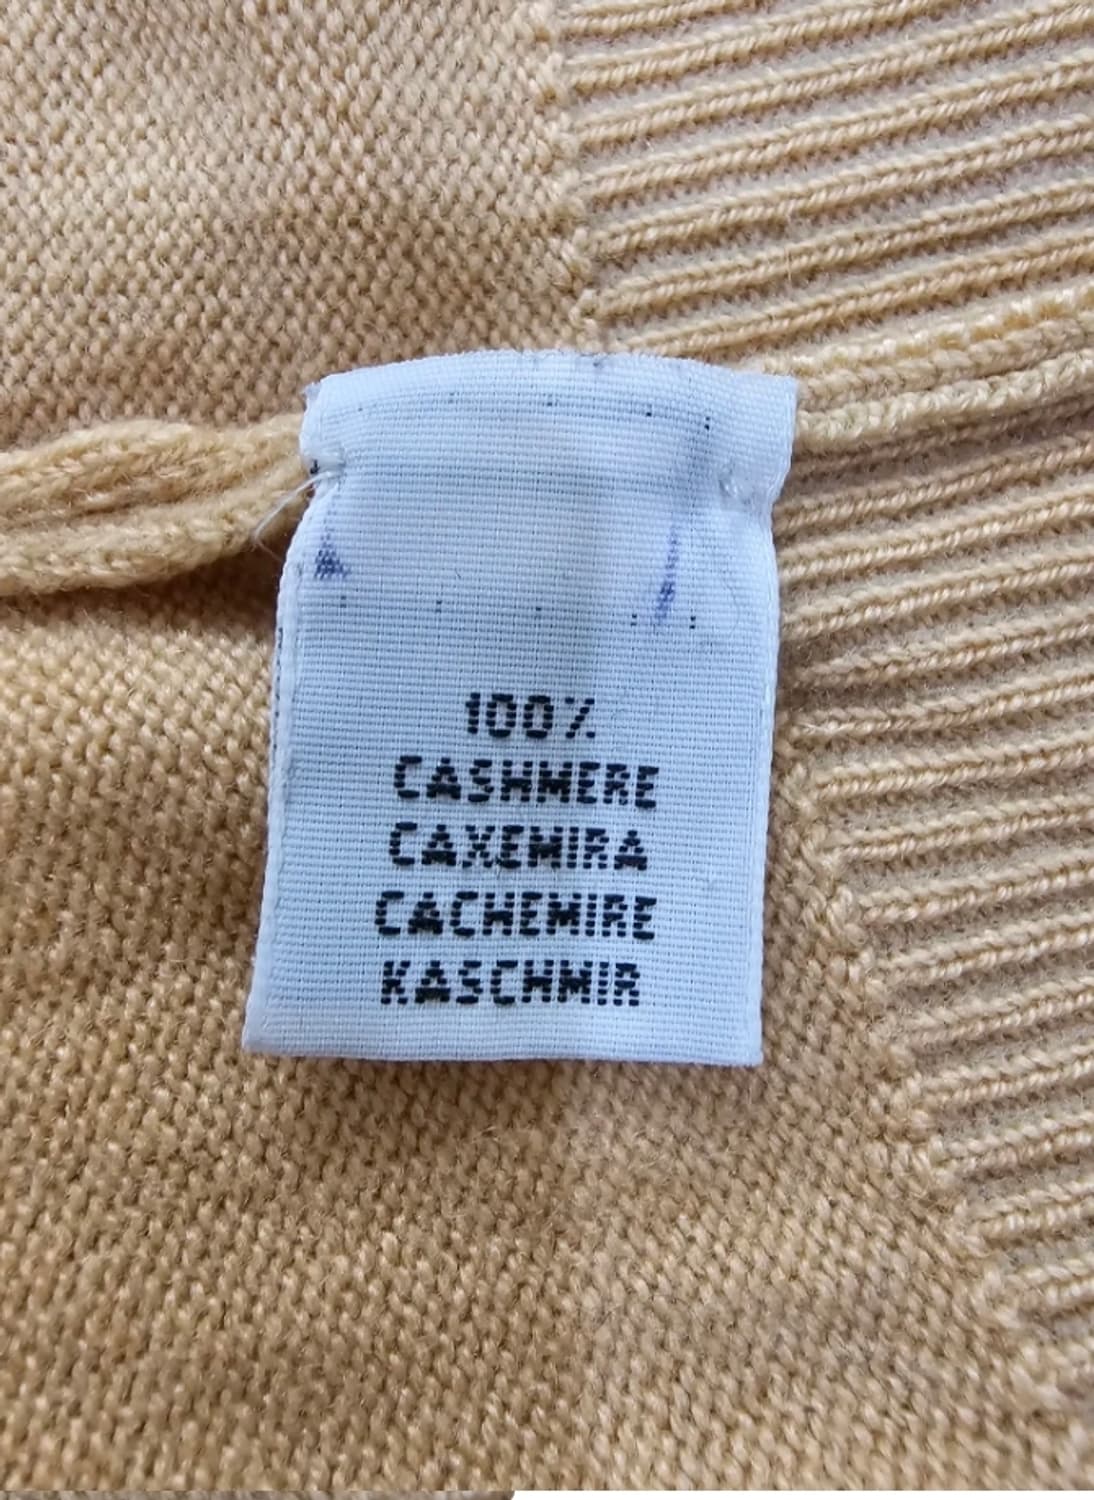 100%
CASHMERE
CAXEMIRA
CACHEMIRE
KASCHMIR